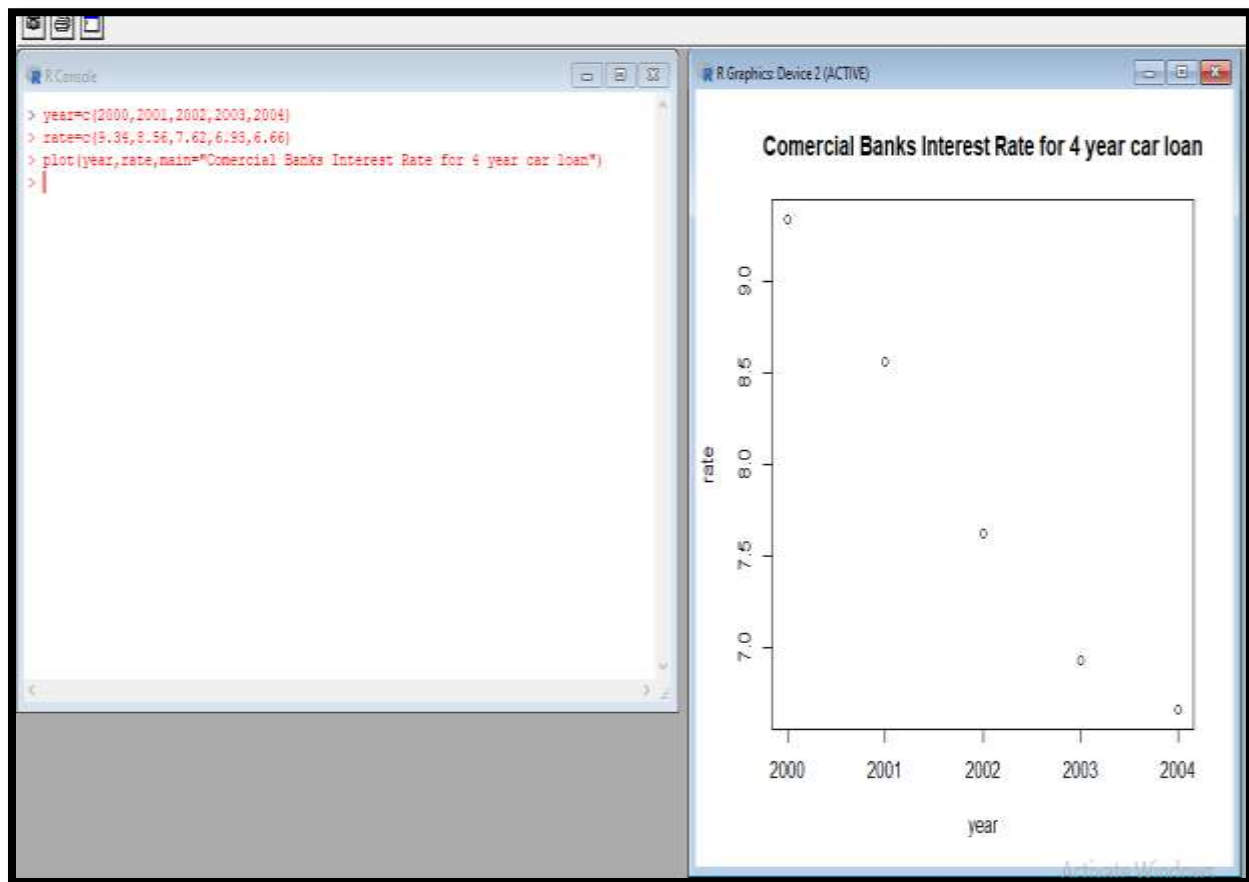 R Console
> year=c(2000,2001,2002,2003,2004)
> rate=c(9.34,8.56,7.62,6.93,6.66)
> plot(year,rate,main="Comercial Banks Interest Rate for 4 year car loan")
>
R Graphics: Device 2 (ACTIVE)
Comercial Banks Interest Rate for 4 year car loan
9.0
8.5
8.0
7.5
7.0
rate
2000 2001 2002 2003 2004
year
Activate Windows